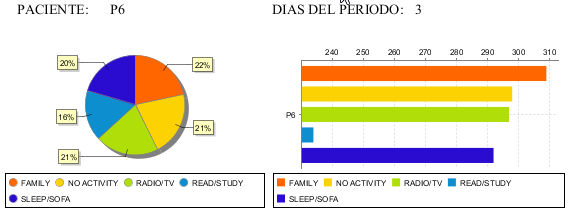 PACIENTE: P6
DIAS DEL PERIODO: 3
20%
22%
16%
21%
21%
FAMILY NO ACTIVITY RADIO/TV READ/STUDY
SLEEP/SOFA
240 250 260 270 280 290 300 310
P6
FAMILY NO ACTIVITY RADIO/TV READ/STUDY
SLEEP/SOFA